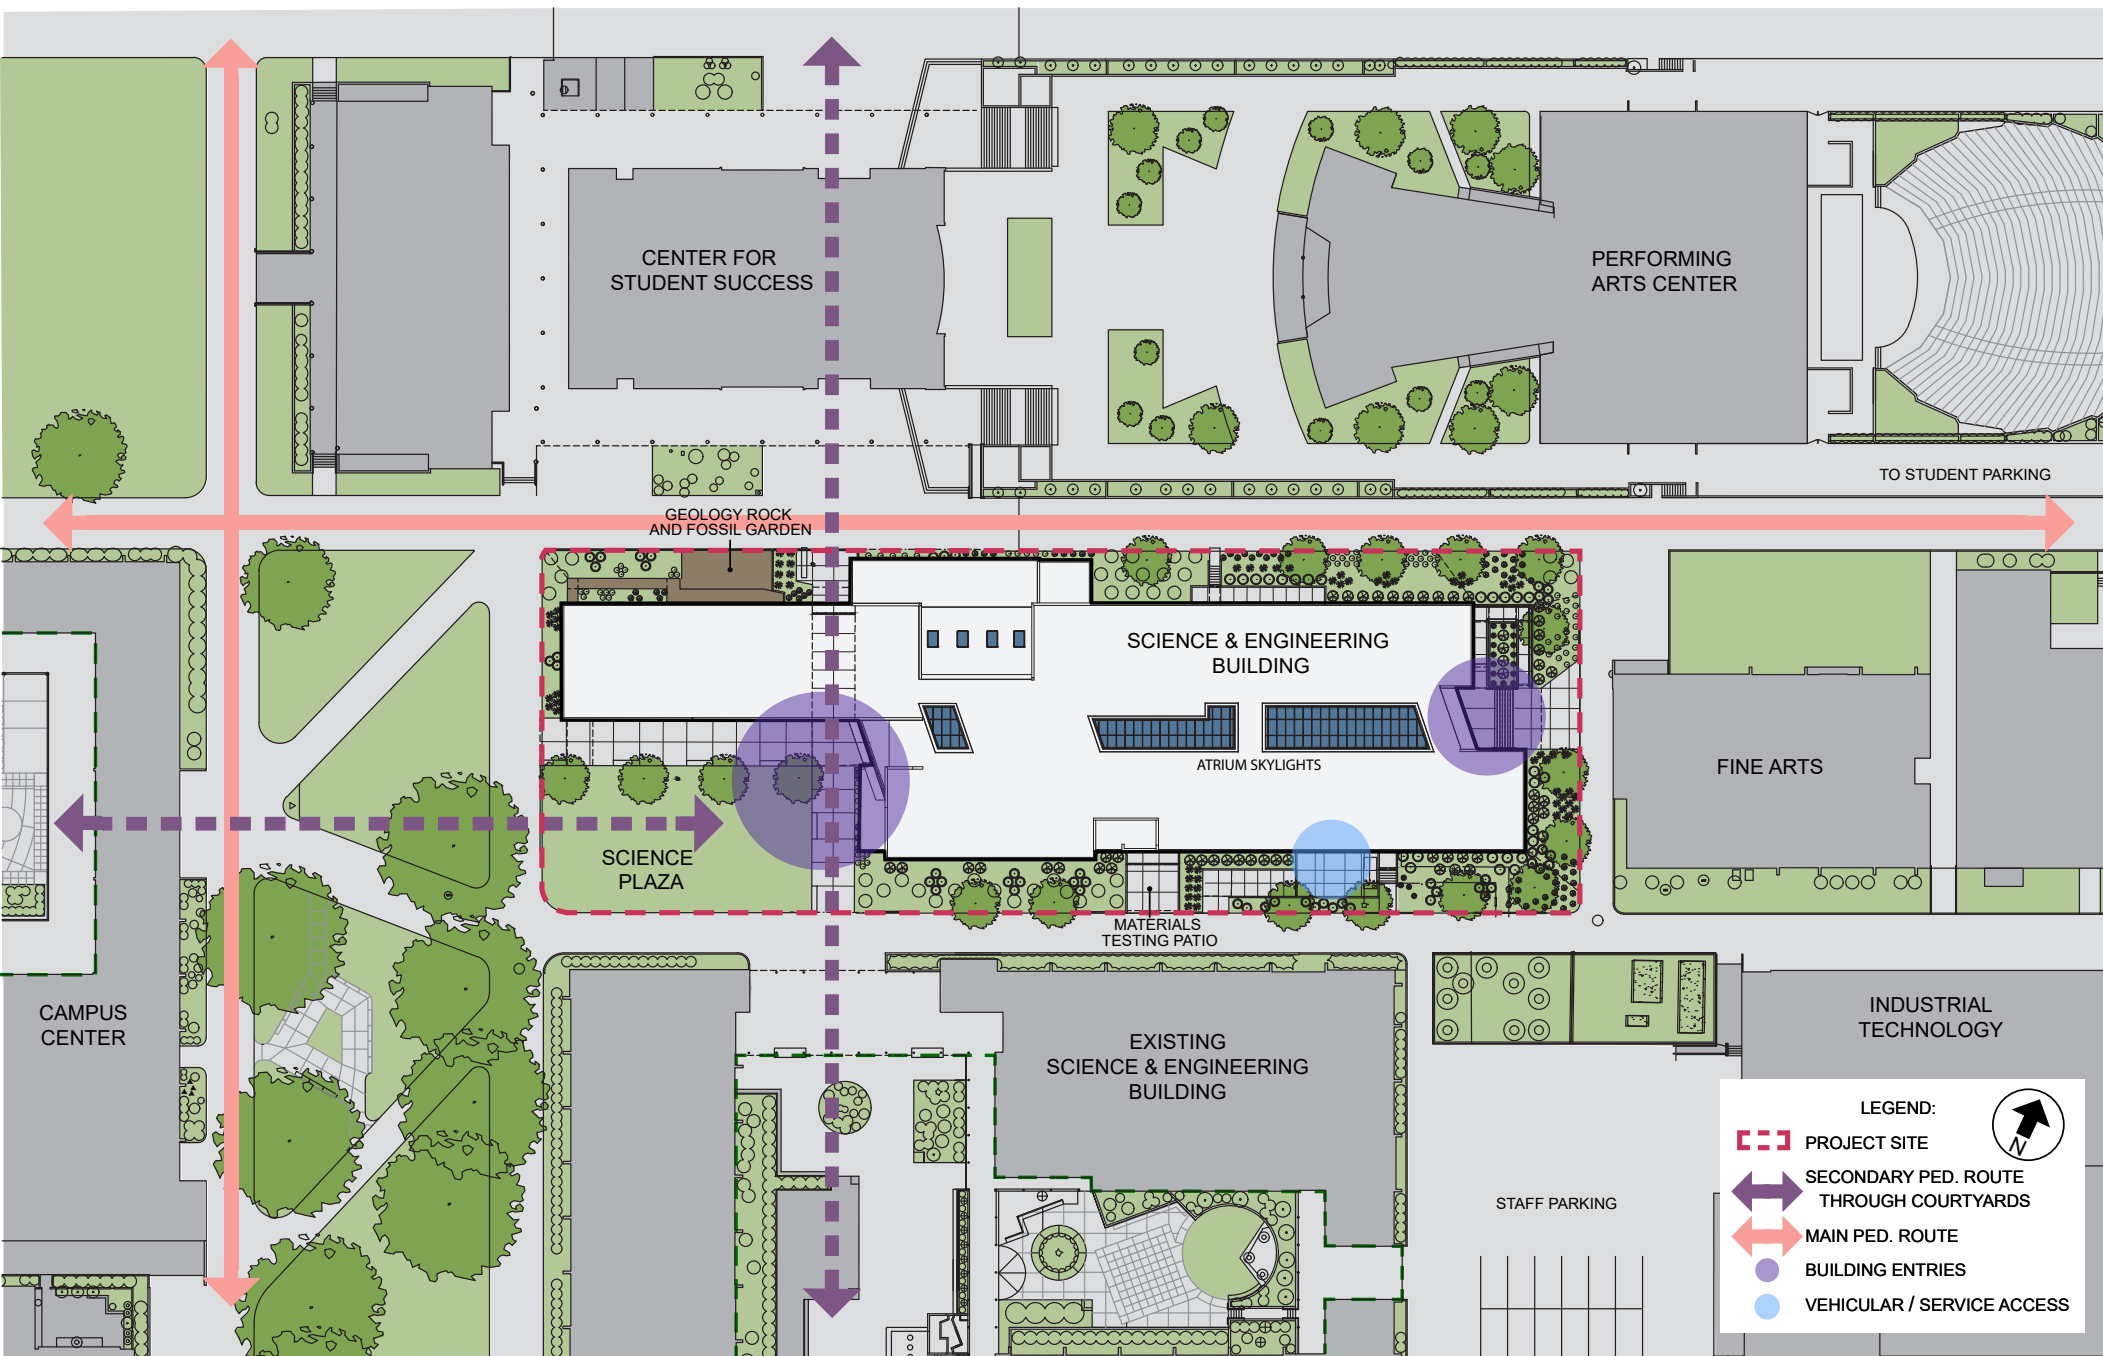 CENTER FOR
STUDENT SUCCESS
PERFORMING
ARTS CENTER
TO STUDENT PARKING
GEOLOGY ROCK
AND FOSSIL GARDEN
SCIENCE & ENGINEERING
BUILDING
ATRIUM SKYLIGHTS
FINE ARTS
SCIENCE
PLAZA
MATERIALS
TESTING PATIO
CAMPUS
CENTER
EXISTING
SCIENCE & ENGINEERING
BUILDING
INDUSTRIAL
TECHNOLOGY
STAFF PARKING
LEGEND:
N
PROJECT SITE
SECONDARY PED. ROUTE
THROUGH COURTYARDS
MAIN PED. ROUTE
BUILDING ENTRIES
VEHICULAR / SERVICE ACCESS